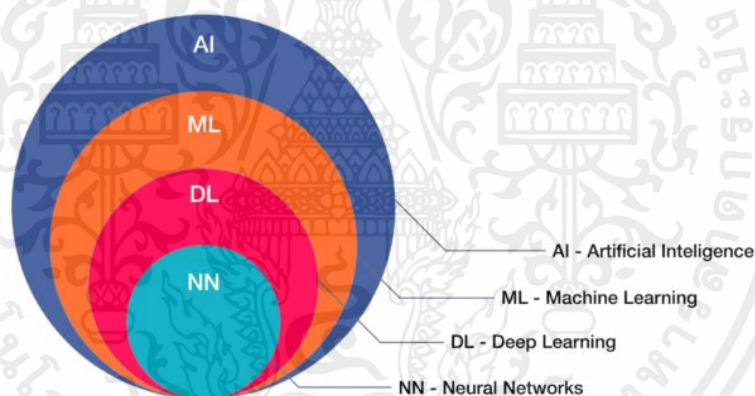 AI
ML
DL
NN
AI - Artificial Inteligence
ML - Machine Learning
DL - Deep Learning
NN - Neural Networks